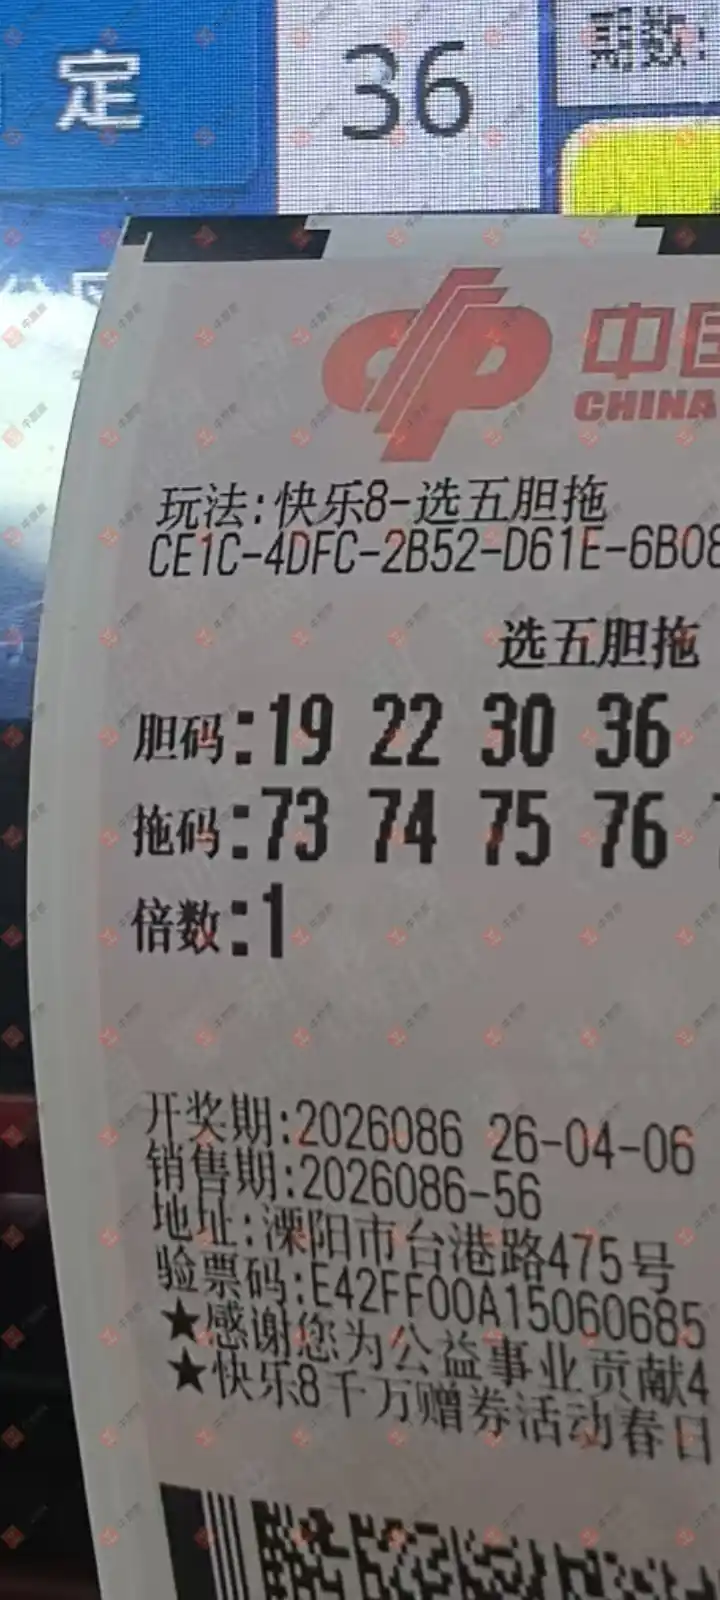 定
36
期数:
中国
CHINA
玩法:快乐8-选五胆拖
CE1C-4DFC-2B52-D61E-6B08
选五胆拖
胆码:19 22 30 36
拖码:73 74 75 76
倍数:1
开奖期:2026086 26-04-06
销售期:2026086-56
地址:溧阳市台港路475号
验票码:E42FF00A15060685
★感谢您为公益事业贡献4
★快乐8千万赠券活动春日